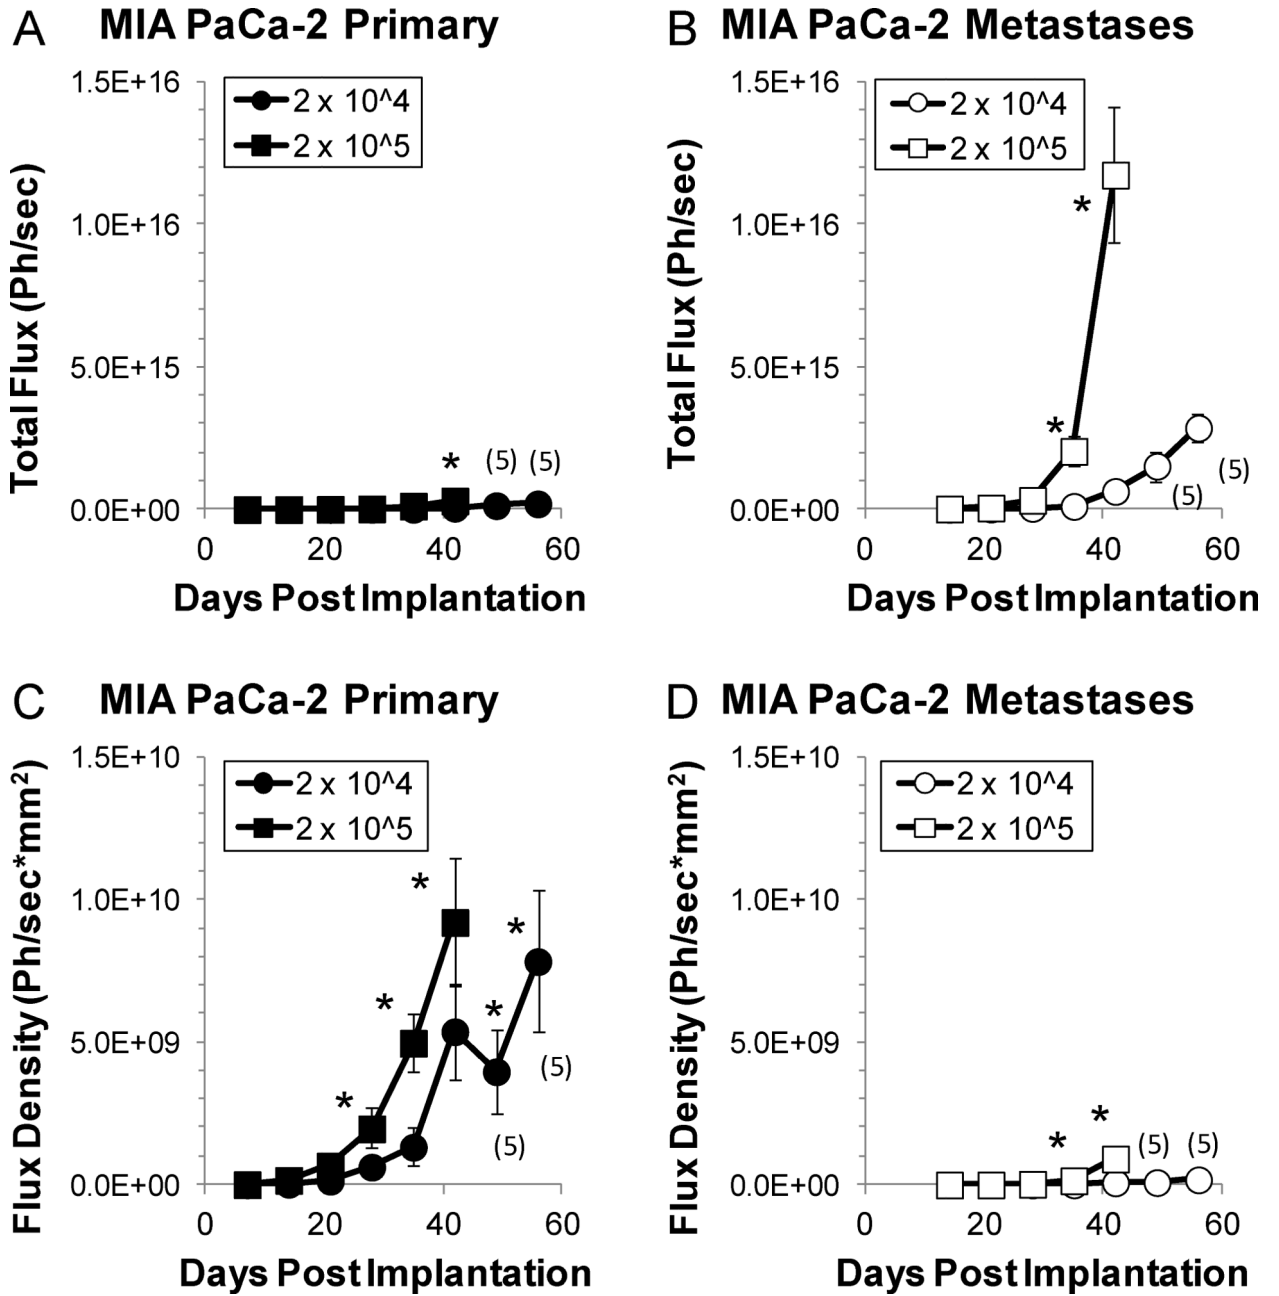 A MIA PaCa-2 Primary
2 x 10^4
2 x 10^5
Total Flux (Ph/sec)
1.5E+16
1.0E+16
5.0E+15
0.0E+00
* (5) (5)
0 20 40 60
Days Post Implantation
B MIA PaCa-2 Metastases
2 x 10^4
2 x 10^5
Total Flux (Ph/sec)
1.5E+16
1.0E+16
5.0E+15
0.0E+00
*
*
(5)
(5)
0 20 40 60
Days Post Implantation
C MIA PaCa-2 Primary
2 x 10^4
2 x 10^5
Flux Density (Ph/sec*mm²)
1.5E+10
1.0E+10
5.0E+09
0.0E+00
*
*
*
*
*
(5)
(5)
0 20 40 60
Days Post Implantation
D MIA PaCa-2 Metastases
2 x 10^4
2 x 10^5
Flux Density (Ph/sec*mm²)
1.5E+10
1.0E+10
5.0E+09
0.0E+00
*
*
(5) (5)
0 20 40 60
Days Post Implantation